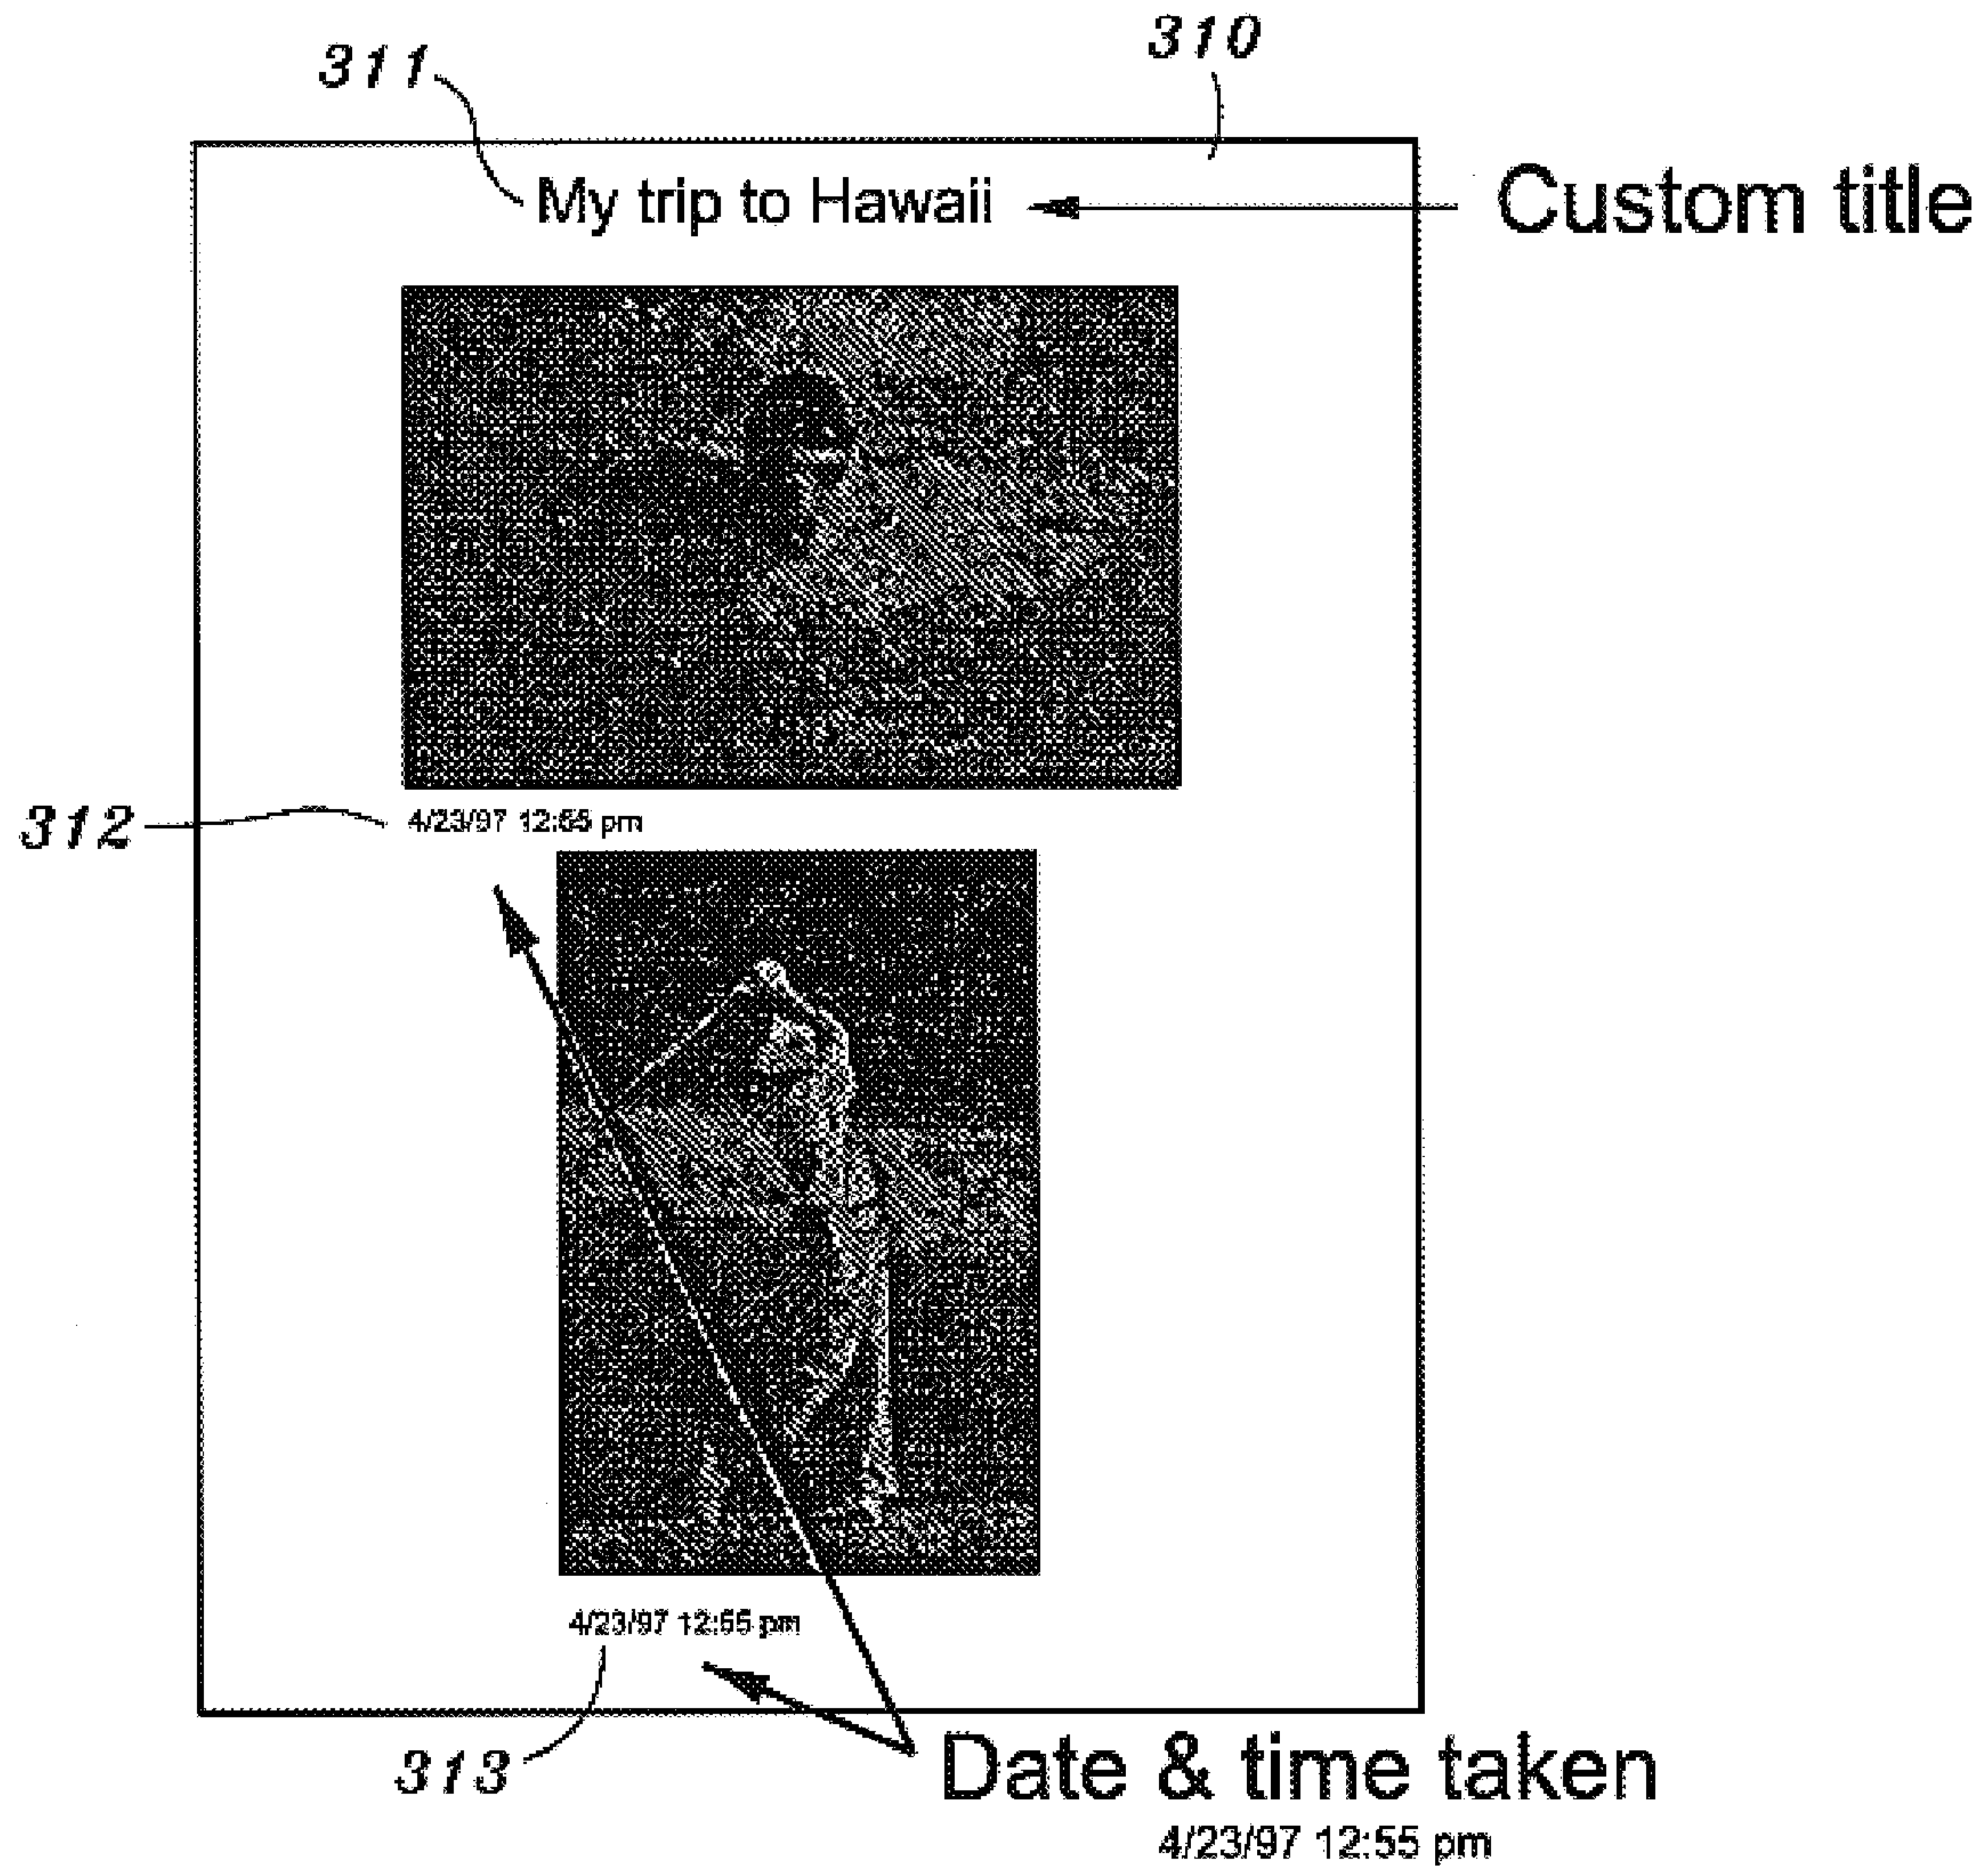 311
310
My trip to Hawaii
Custom title
312
4/23/97 12:55 pm
4/23/97 12:55 pm
313
Date & time taken
4/23/97 12:55 pm